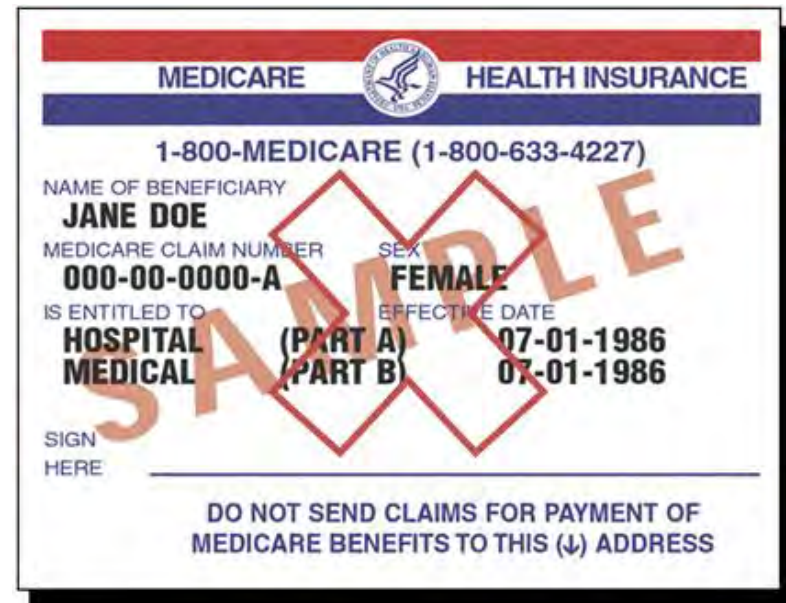 MEDICARE HEALTH INSURANCE
1-800-MEDICARE (1-800-633-4227)
NAME OF BENEFICIARY
JANE DOE
MEDICARE CLAIM NUMBER SEX
000-00-0000-A FEMALE
IS ENTITLED TO EFFECTIVE DATE
HOSPITAL (PART A) 07-01-1986
MEDICAL (PART B) 07-01-1986
SAMPLE
SIGN
HERE
DO NOT SEND CLAIMS FOR PAYMENT OF
MEDICARE BENEFITS TO THIS (↓) ADDRESS